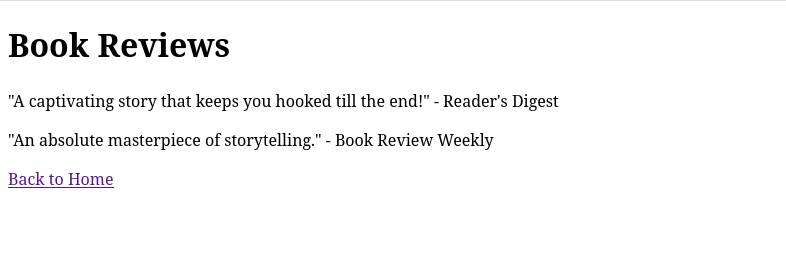 Book Reviews
"A captivating story that keeps you hooked till the end!" - Reader's Digest
"An absolute masterpiece of storytelling." - Book Review Weekly
Back to Home